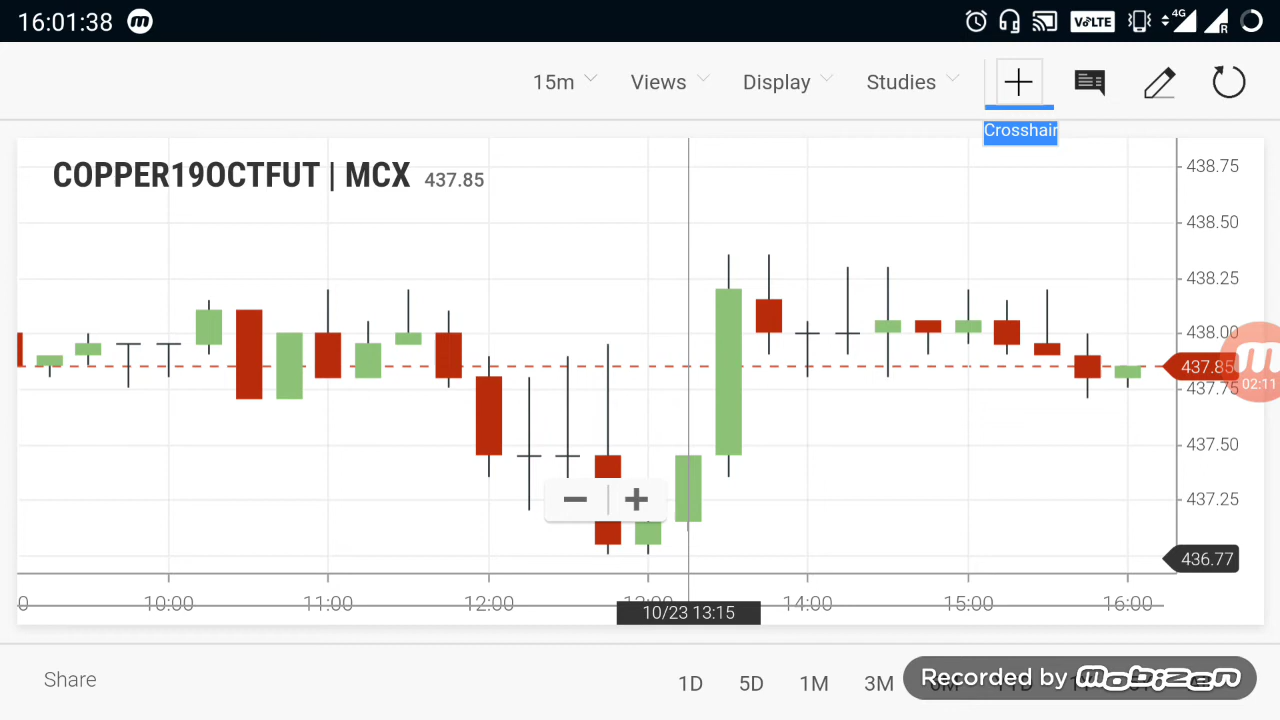 16:01:38
VoLTE
4G
R
15m Views Display Studies
Crosshair
COPPER19OCTFUT | MCX 437.85
438.75
438.50
438.25
438.00
437.85
02:11
437.75
437.50
437.25
436.77
10:00 11:00 12:00 14:00 15:00 16:00
10/23 13:15
Share 1D 5D 1M 3M
Recorded by mobizen